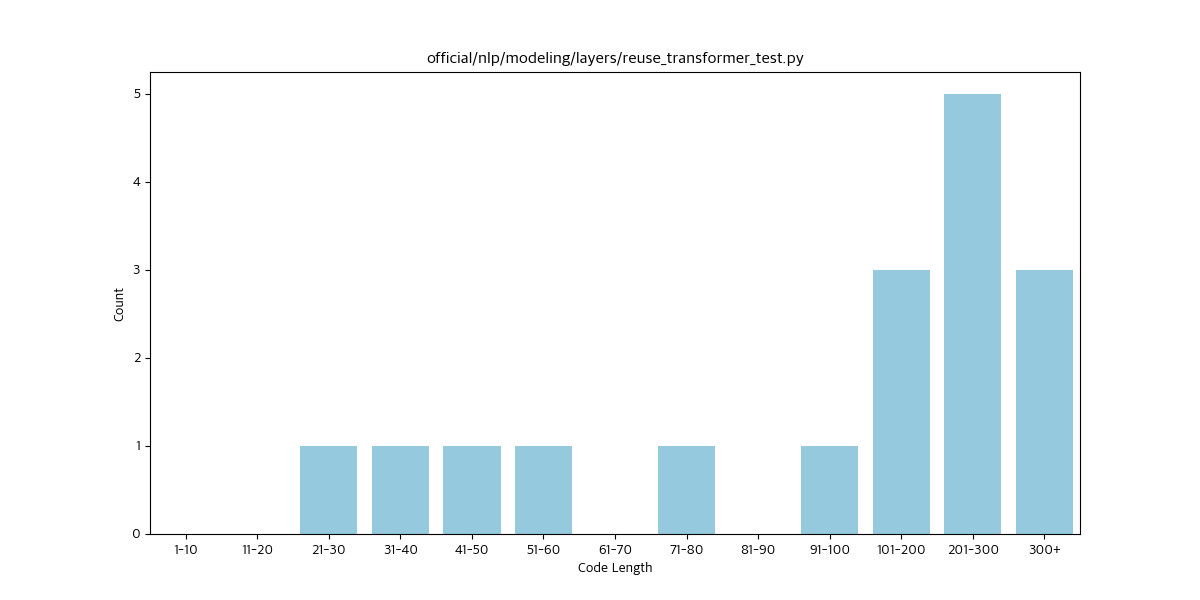 official/nlp/modeling/layers/reuse_transformer_test.py
Count
5
4
3
2
1
0
1-10 11-20 21-30 31-40 41-50 51-60 61-70 71-80 81-90 91-100 101-200 201-300 300+
Code Length